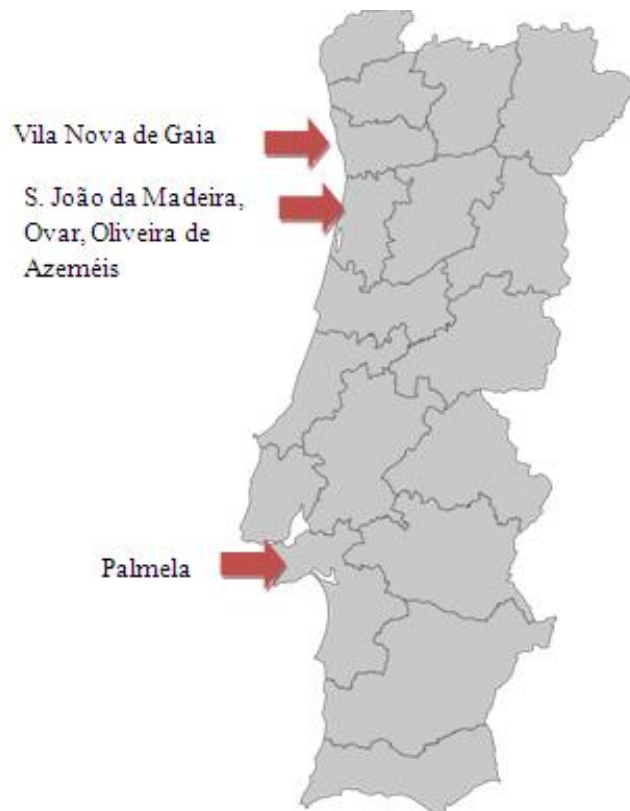 Vila Nova de Gaia
S. João da Madeira,
Ovar, Oliveira de
Azeméis
Palmela